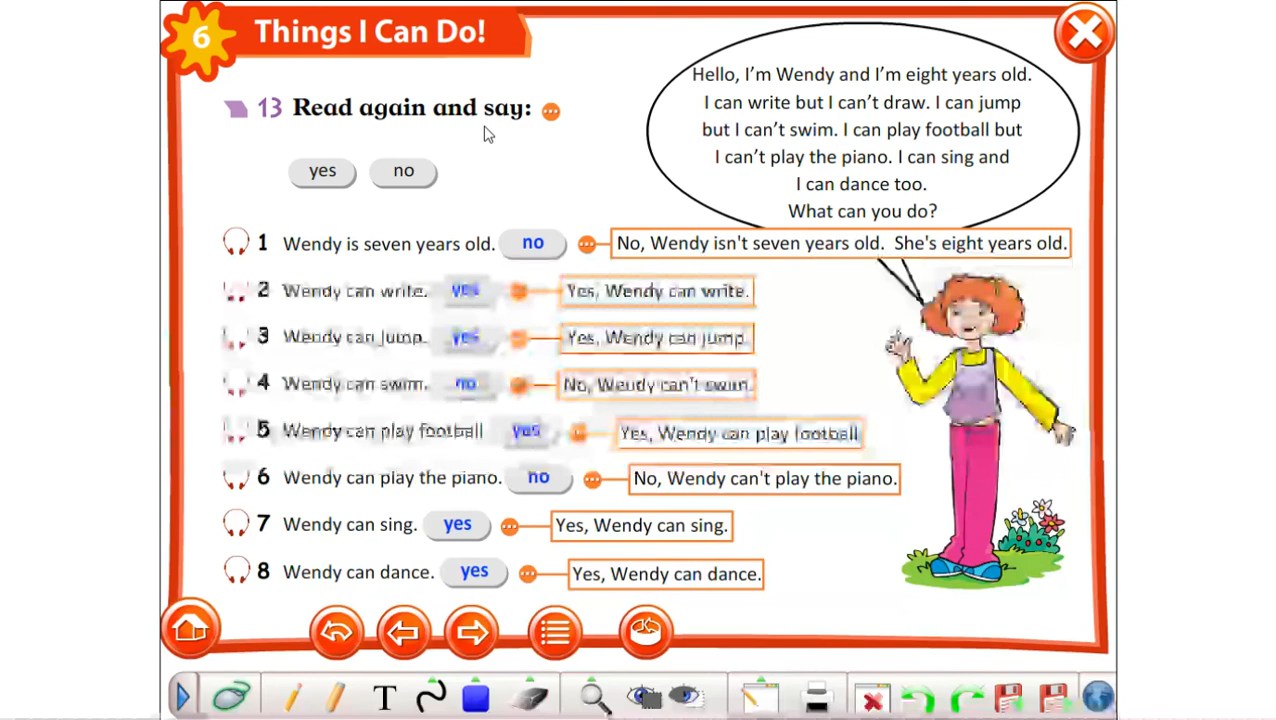 6 Things I Can Do!
13 Read again and say:
yes no
Hello, I'm Wendy and I'm eight years old.
I can write but I can't draw. I can jump
but I can't swim. I can play football but
I can't play the piano. I can sing and
I can dance too.
What can you do?
1 Wendy is seven years old. no No, Wendy isn't seven years old. She's eight years old.
2 Wendy can write. yes Yes, Wendy can write.
3 Wendy can jump. yes Yes, Wendy can jump.
4 Wendy can swim. no No, Wendy can't swim.
5 Wendy can play football yes Yes, Wendy can play football
6 Wendy can play the piano. no No, Wendy can't play the piano.
7 Wendy can sing. yes Yes, Wendy can sing.
8 Wendy can dance. yes Yes, Wendy can dance.
T